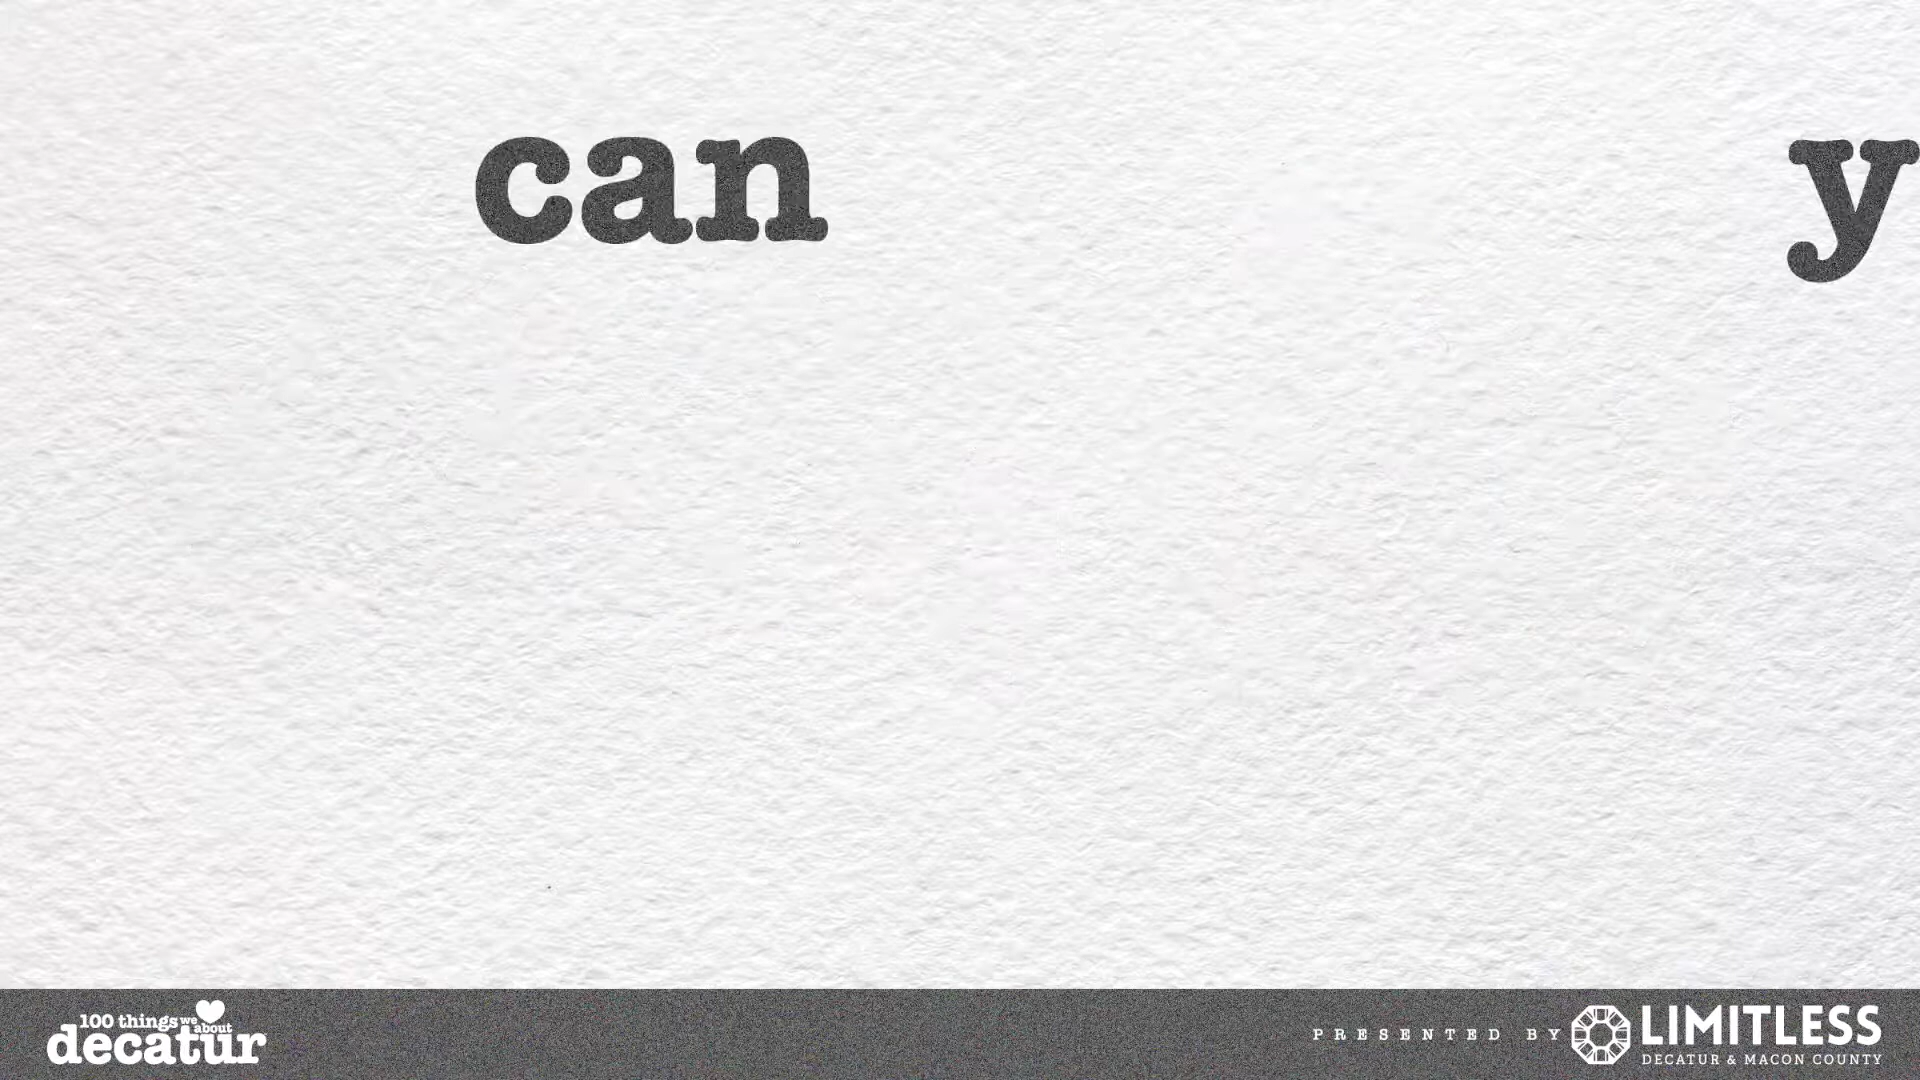 can y
100 things we about
decatur
PRESENTED BY LIMITLESS
DECATUR & MACON COUNTY